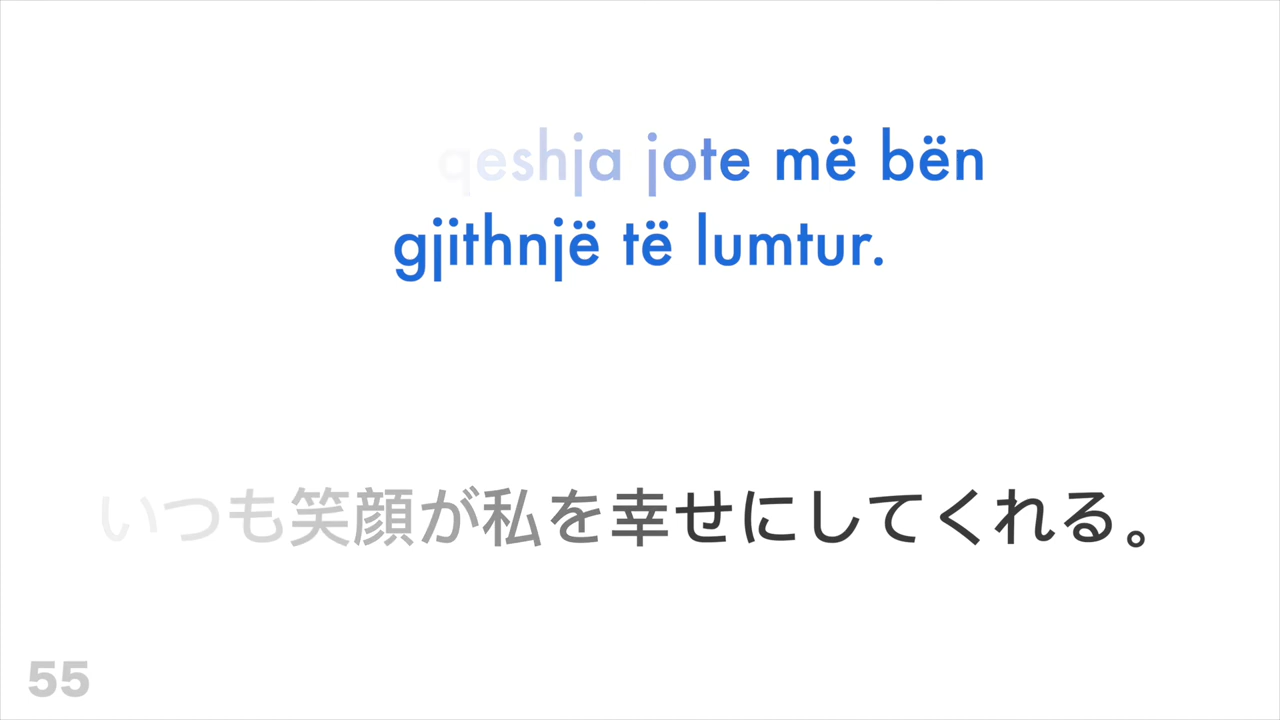 qeshja jote më bën
gjithnjë të lumtur.
いつも笑顔が私を幸せにしてくれる。
55